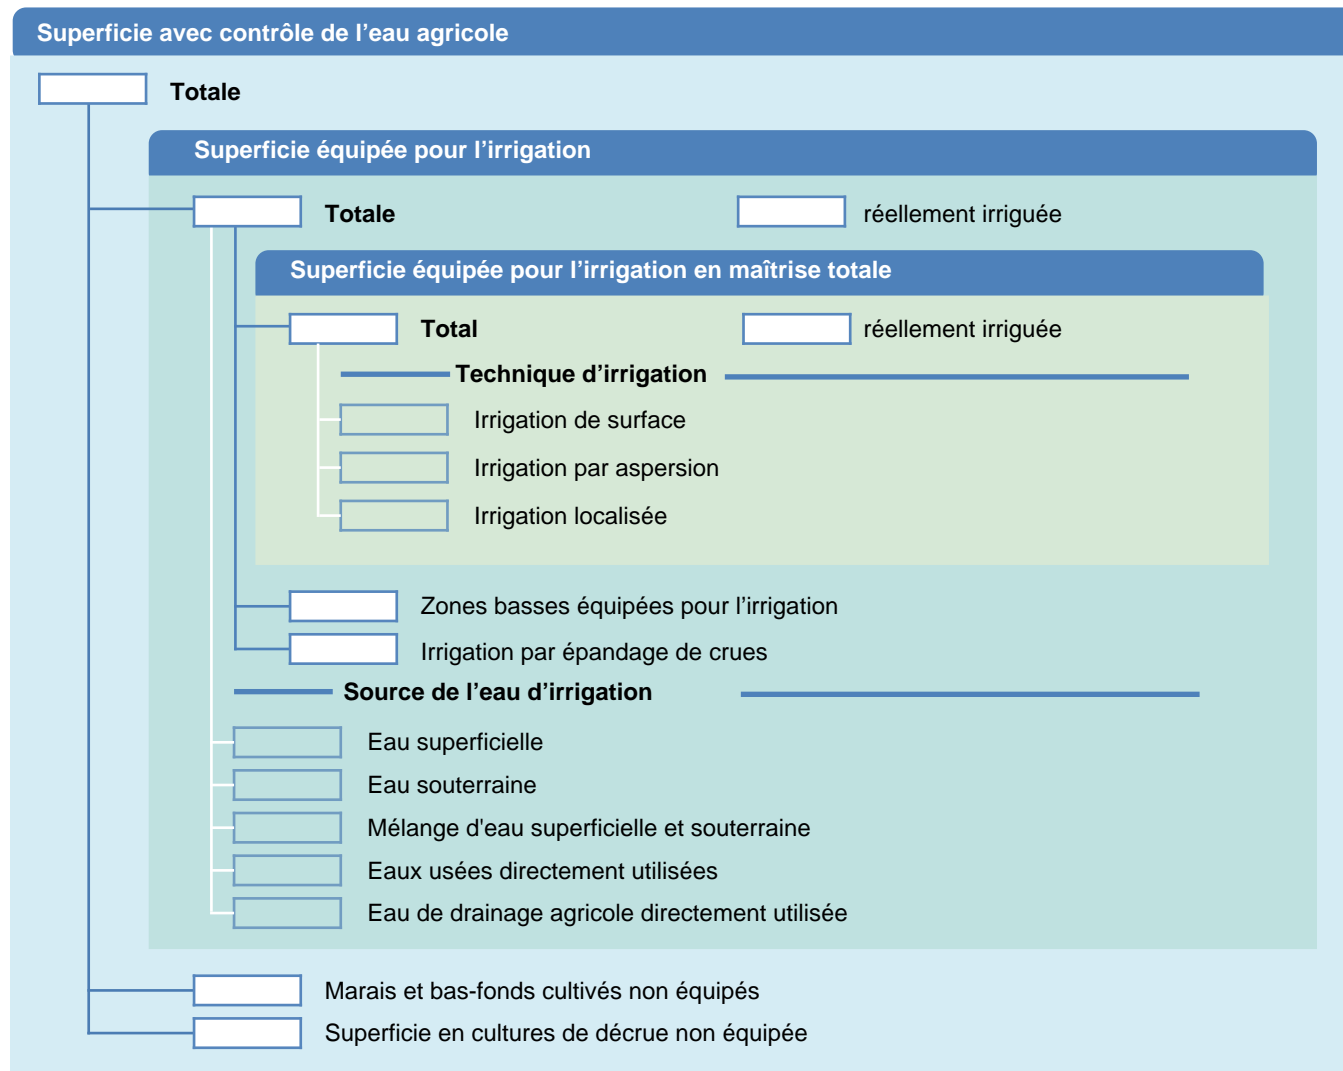 Superficie avec contrôle de l’eau agricole
Totale
Superficie équipée pour l’irrigation
Totale
réellement irriguée
Superficie équipée pour l’irrigation en maîtrise totale
Total
réellement irriguée
Technique d’irrigation
Irrigation de surface
Irrigation par aspersion
Irrigation localisée
Zones basses équipées pour l’irrigation
Irrigation par épandage de crues
Source de l’eau d’irrigation
Eau superficielle
Eau souterraine
Mélange d'eau superficielle et souterraine
Eaux usées directement utilisées
Eau de drainage agricole directement utilisée
Marais et bas-fonds cultivés non équipés
Superficie en cultures de décrue non équipée